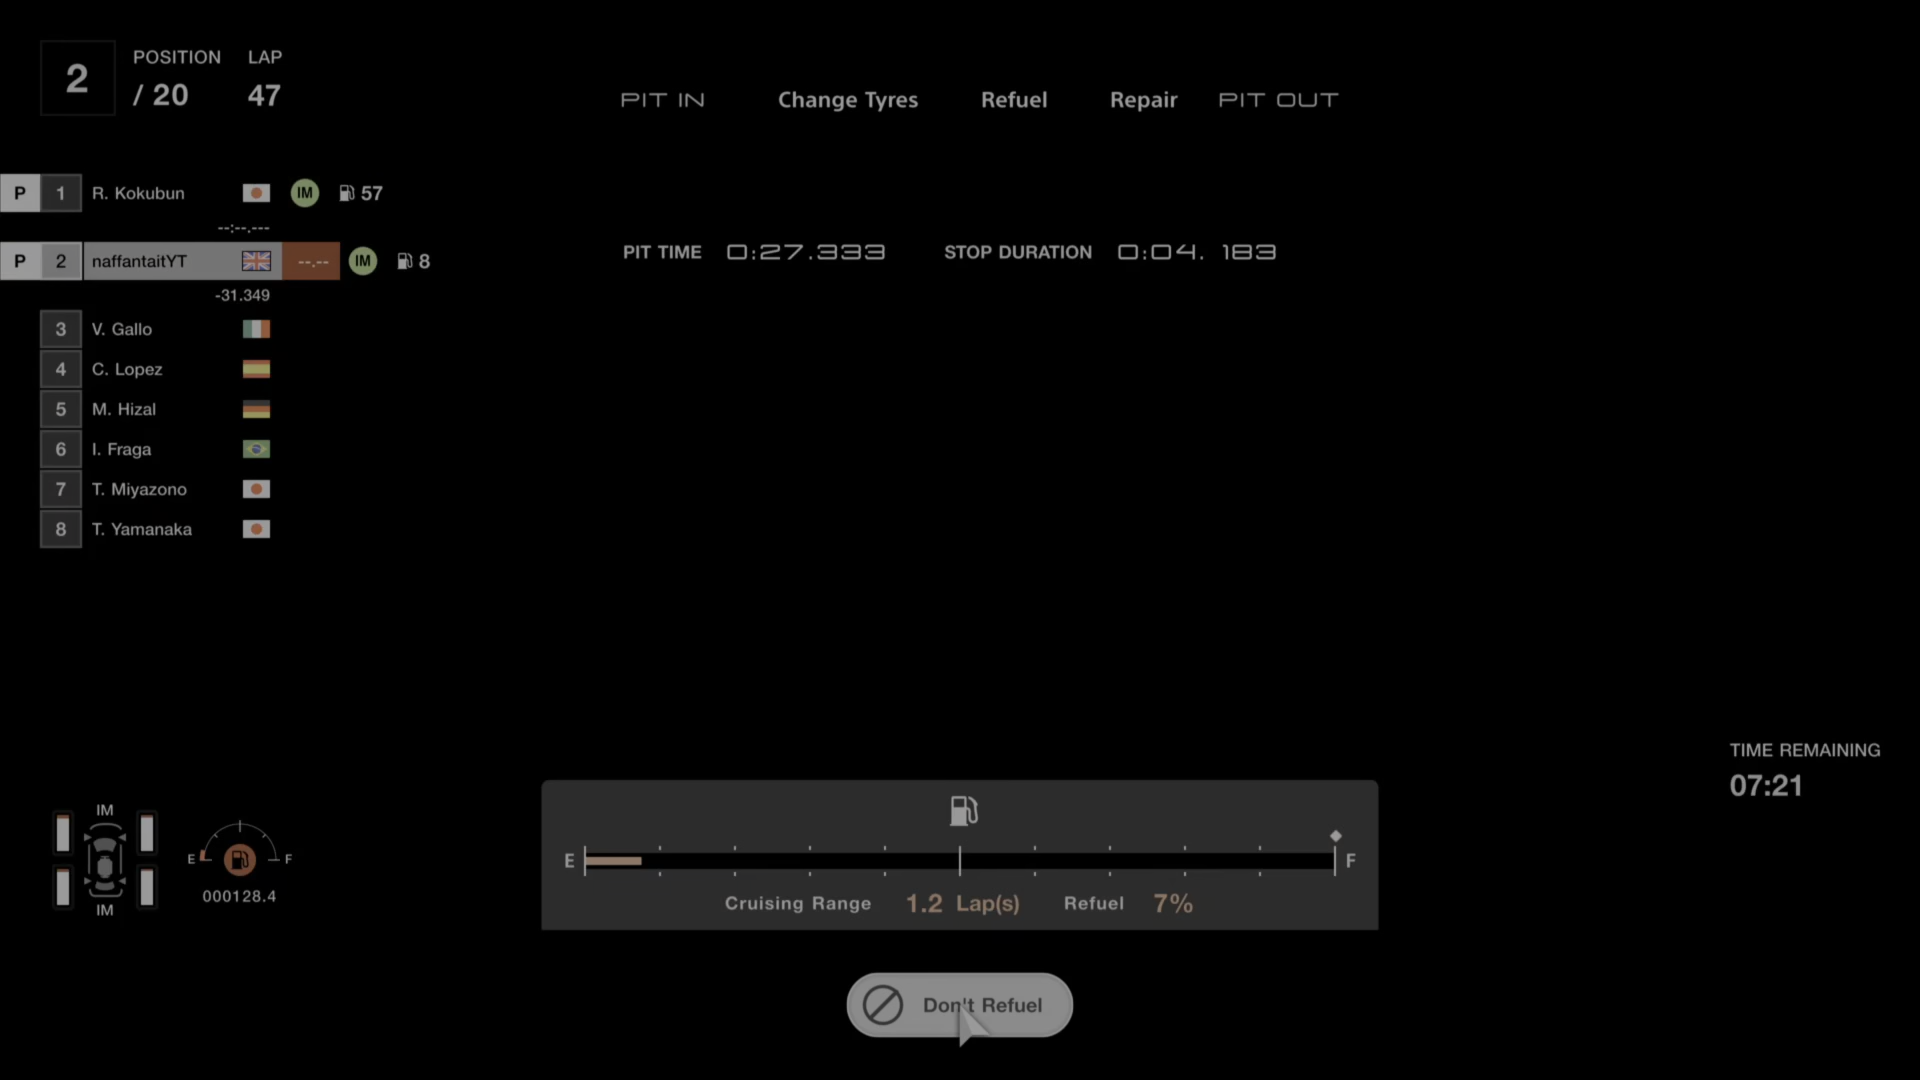 2
POSITION LAP
/ 20 47
PIT IN Change Tyres Refuel Repair PIT OUT
P 1 R. Kokubun IM 57
--:--.---
P 2 naffantaitYT --.-- IM 8
-31.349
PIT TIME 0:27.333 STOP DURATION 0:04. 183
3 V. Gallo
4 C. Lopez
5 M. Hizal
6 I. Fraga
7 T. Miyazono
8 T. Yamanaka
TIME REMAINING
07:21
IM
E F
000128.4
IM
E F
Cruising Range 1.2 Lap(s) Refuel 7%
Don't Refuel